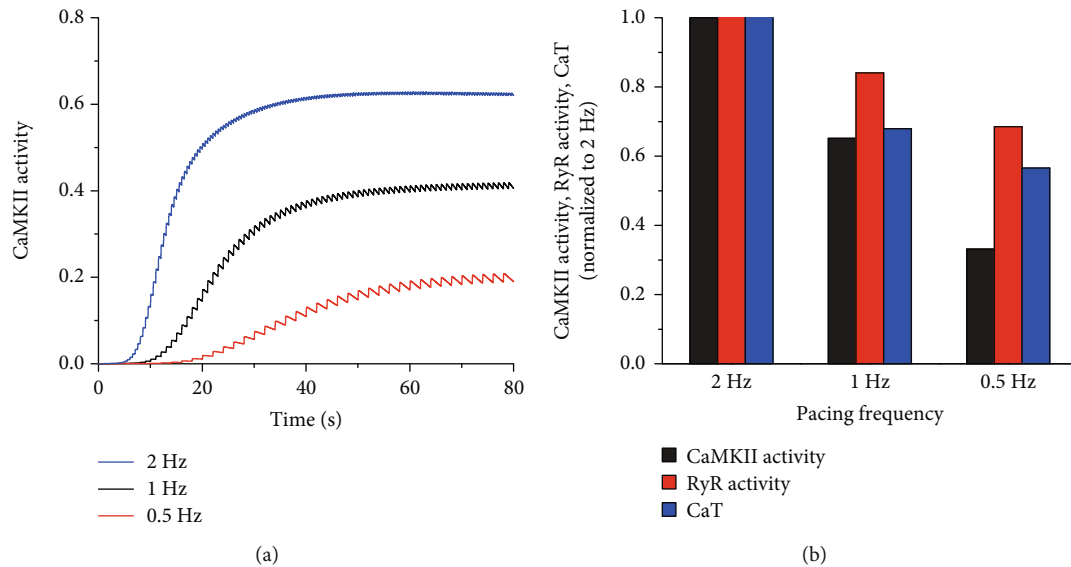 0.8
0.6
0.4
0.2
0.0
CaMKII activity
0
20
40
60
80
Time (s)
2 Hz
1 Hz
0.5 Hz
(a)
1.0
0.8
0.6
0.4
0.2
0.0
CaMKII activity, RyR activity, CaT
(normalized to 2 Hz)
2 Hz
1 Hz
0.5 Hz
Pacing frequency
CaMKII activity
RyR activity
CaT
(b)